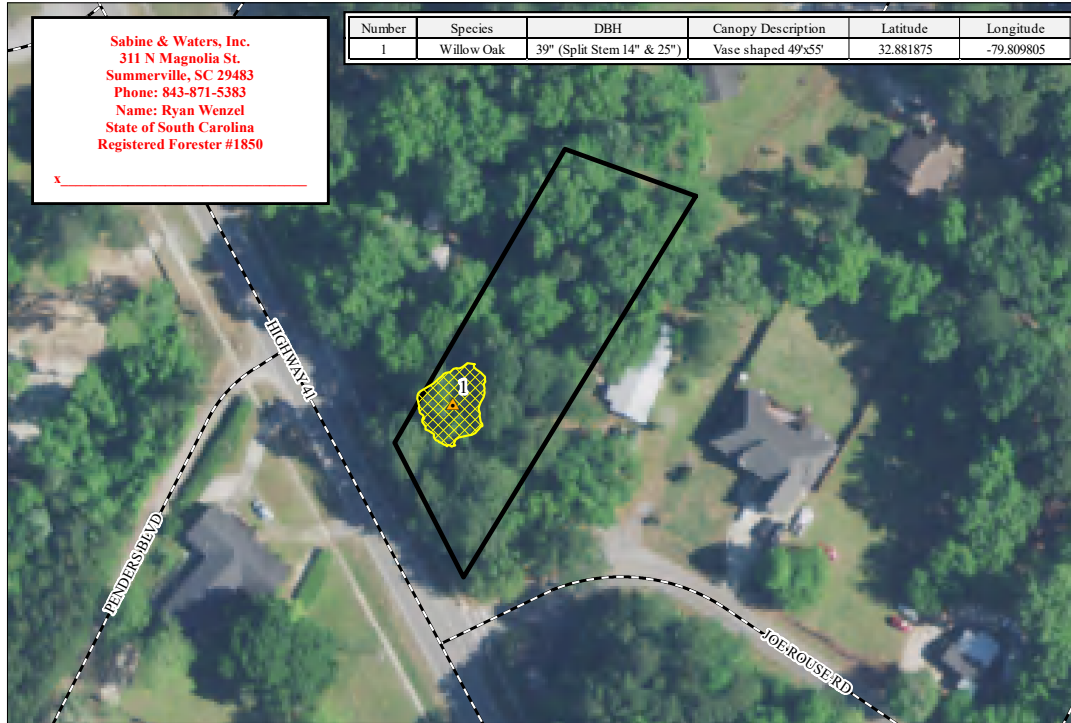 Sabine & Waters, Inc.
311 N Magnolia St.
Summerville, SC 29483
Phone: 843-871-5383
Name: Ryan Wenzel
State of South Carolina
Registered Forester #1850
x
Number Species DBH Canopy Description Latitude Longitude
1 Willow Oak 39" (Split Stem 14" & 25") Vase shaped 49'x55' 32.881875 -79.809805
HIGHWAY 41
1
PENDERS BLVD
JOE ROUSE RD